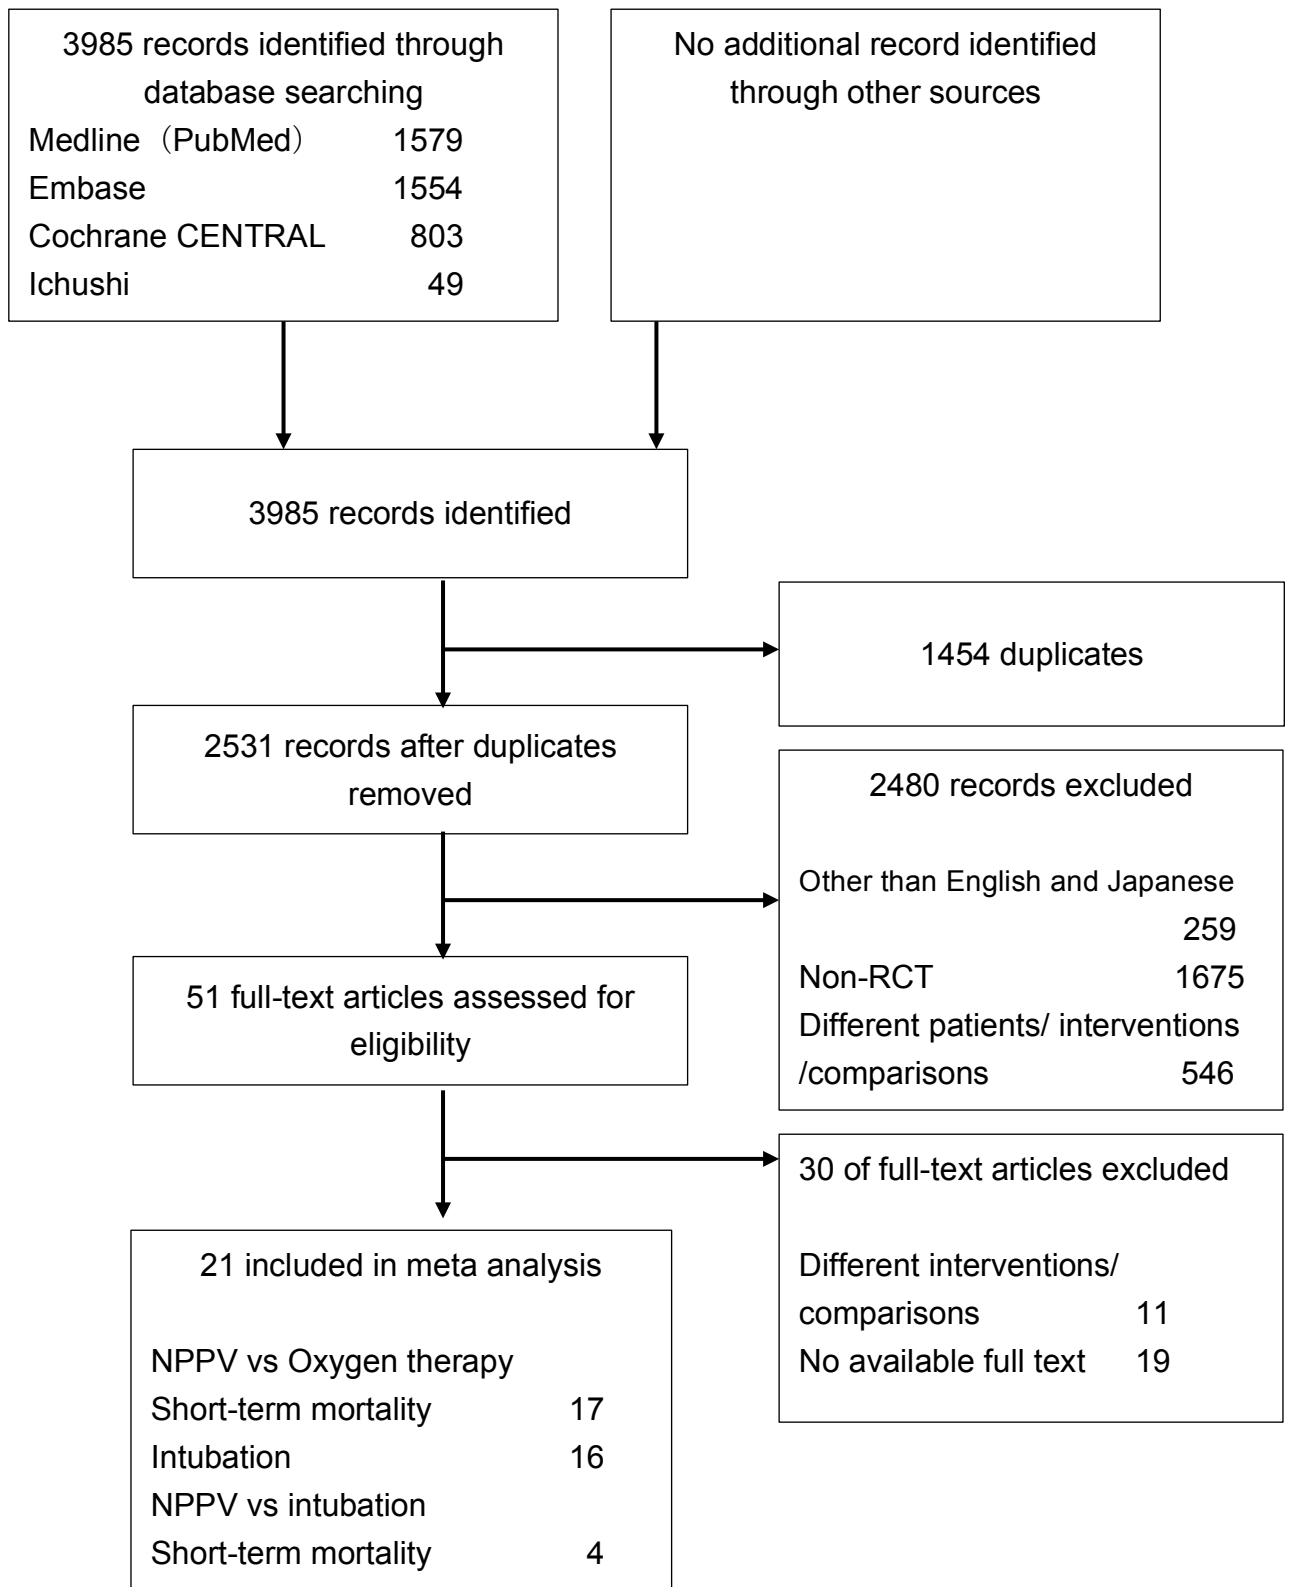 3985 records identified through
database searching
Medline（PubMed） 1579
Embase 1554
Cochrane CENTRAL 803
Ichushi 49
No additional record identified
through other sources
3985 records identified
1454 duplicates
2531 records after duplicates
removed
2480 records excluded
Other than English and Japanese
259
Non-RCT 1675
Different patients/ interventions
/comparisons 546
51 full-text articles assessed for
eligibility
30 of full-text articles excluded
Different interventions/
comparisons 11
No available full text 19
21 included in meta analysis
NPPV vs Oxygen therapy
Short-term mortality 17
Intubation 16
NPPV vs intubation
Short-term mortality 4